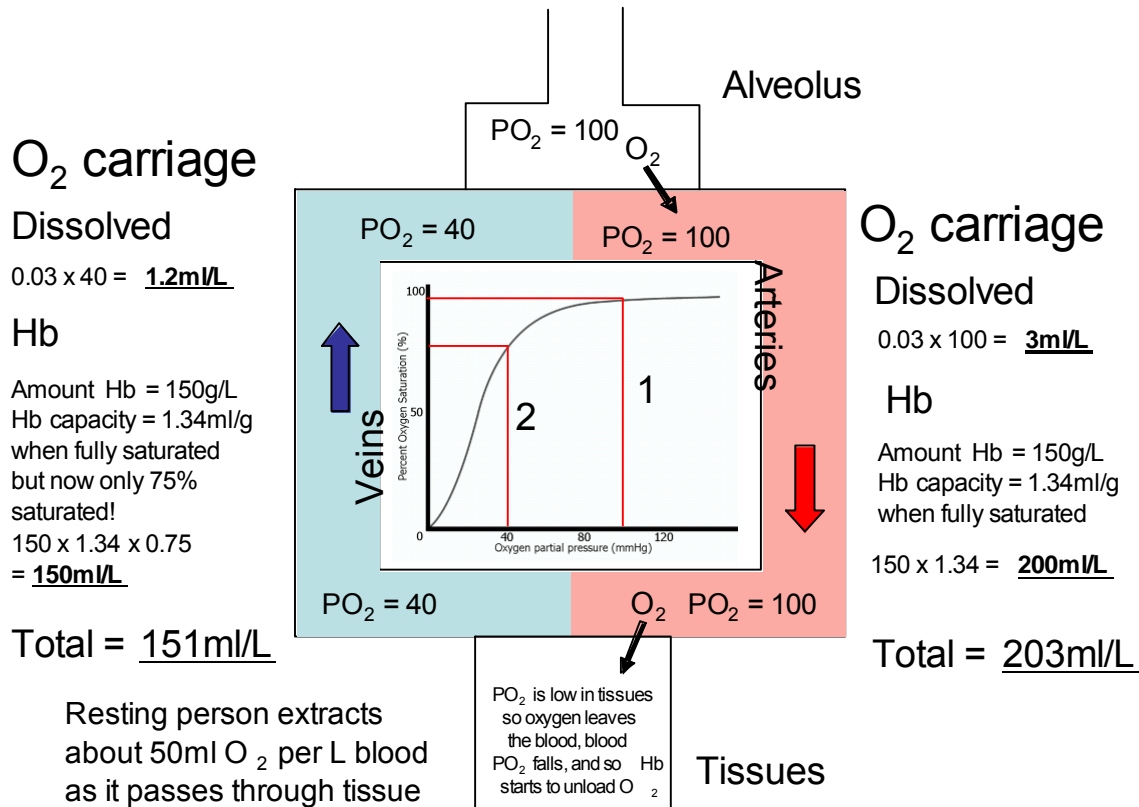 Alveolus
PO₂ = 100
O₂
O₂ carriage
Dissolved
0.03 x 40 = 1.2ml/L
Hb
Amount Hb = 150g/L
Hb capacity = 1.34ml/g
when fully saturated
but now only 75%
saturated!
150 x 1.34 x 0.75
= 150ml/L
Total = 151ml/L
Resting person extracts
about 50ml O₂ per L blood
as it passes through tissue
PO₂ = 40
PO₂ = 100
Veins
Arteries
Percent Oxygen Saturation (%)
100
50
0
40
80
120
Oxygen partial pressure (mmHg)
2
1
PO₂ = 40
O₂ PO₂ = 100
PO₂ is low in tissues
so oxygen leaves
the blood, blood
PO₂ falls, and so Hb
starts to unload O₂
Tissues
O₂ carriage
Dissolved
0.03 x 100 = 3ml/L
Hb
Amount Hb = 150g/L
Hb capacity = 1.34ml/g
when fully saturated
150 x 1.34 = 200ml/L
Total = 203ml/L